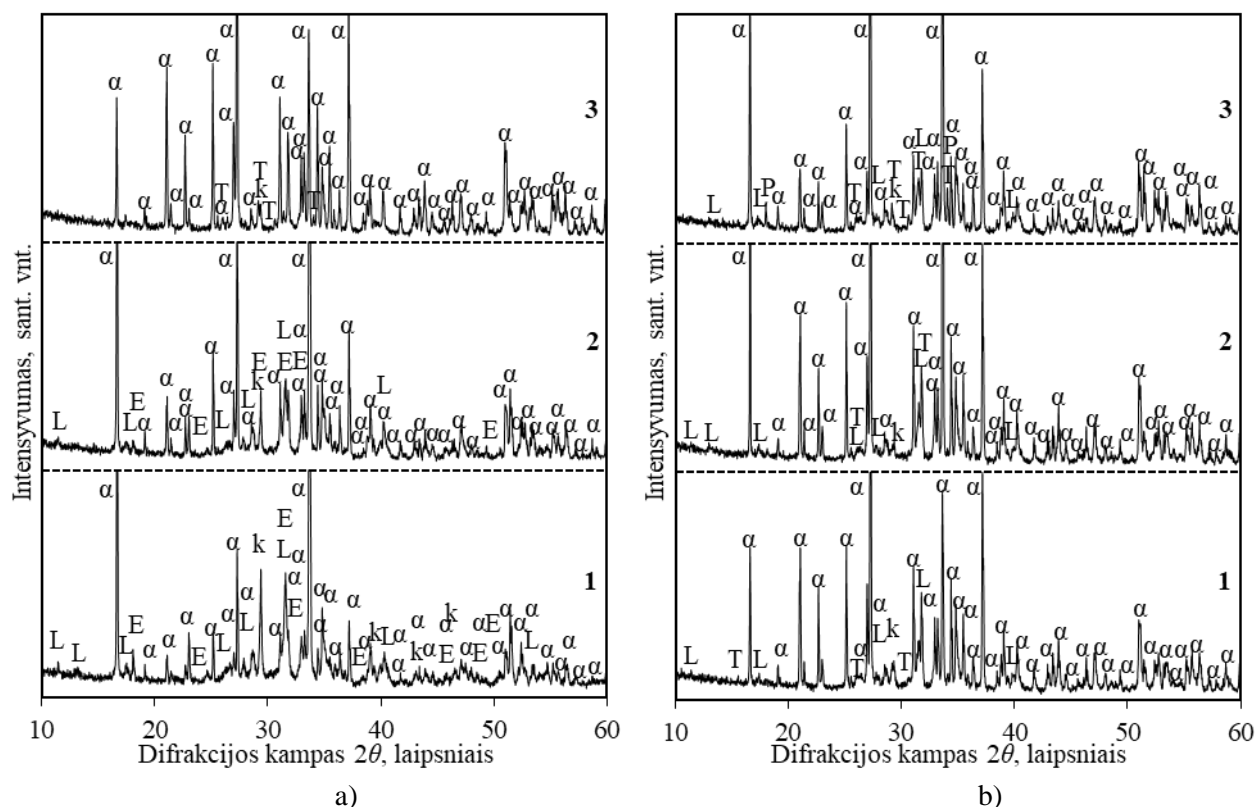 Intensyvumas, sant. vnt.
3
α α α α α α α T α α T k T α α α α α α α α T α α α α α α α α α α α α α α α α α α α
2
α L L E α α α α α E α α L L α k E α L E α α E α α α α α α α L α α α α α α α α E α α α α α α α
1
α L L L E α α α E α L α α α L k α E L α α E α α α α E α k L α α k α α E k α E α E α α L α α α α α
10 20 30 40 50 60
Difrakcijos kampas 2θ, laipsniais
a)
Intensyvumas, sant. vnt.
3
α L L P α α α α α T α α L α T k T α L T α α α P α T α α α α L α α α α α α α α α α α α α α α
2
α L L L α α α α α T L α α L α k α T L α α α α α α α α L α α α α α α α α α α α α α α
1
α L T L α α α α T α α α L k T α L α α α α α α α L α α α α α α α α α α α α α α α α
10 20 30 40 50 60
Difrakcijos kampas 2θ, laipsniais
b)